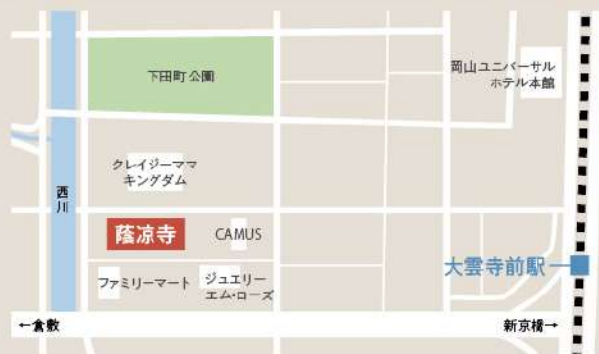 下田町公園
岡山ユニバーサル
ホテル本館
クレイジーママ
キングダム
西川
蔭凉寺
CAMUS
大雲寺前駅
ファミリーマート
ジュエリー
エム・ローズ
←倉敷
新京橋→